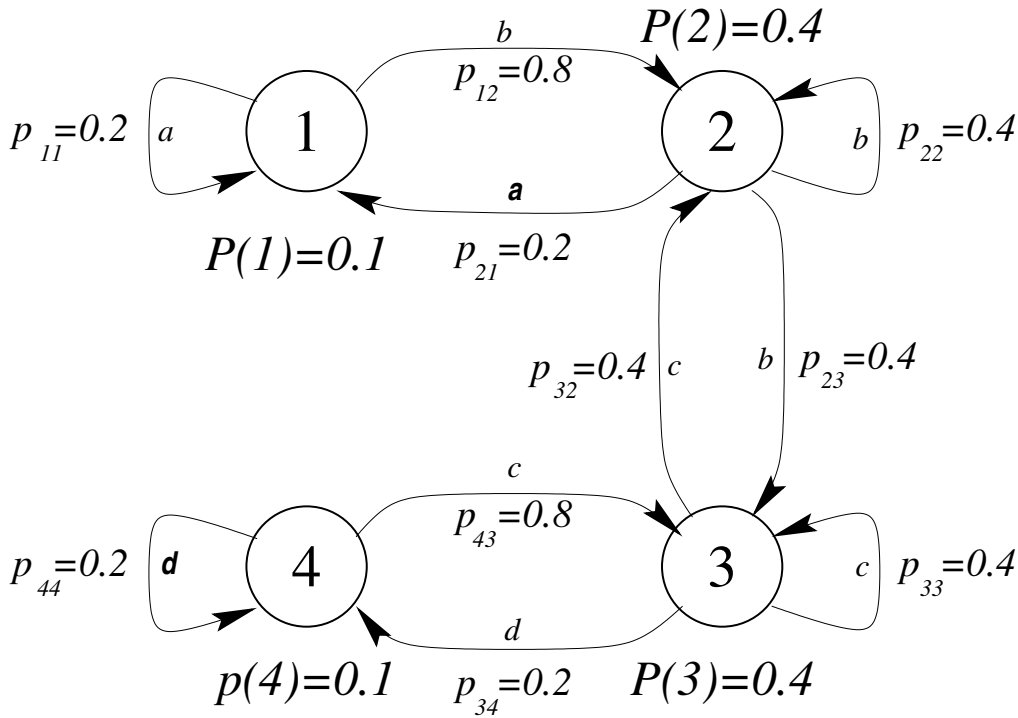 b
P(2)=0.4
p12=0.8
p11=0.2
a
1
2
b
p22=0.4
a
P(1)=0.1
p21=0.2
p32=0.4
c
b
p23=0.4
c
p43=0.8
p44=0.2
d
4
3
c
p33=0.4
d
p(4)=0.1
p34=0.2
P(3)=0.4